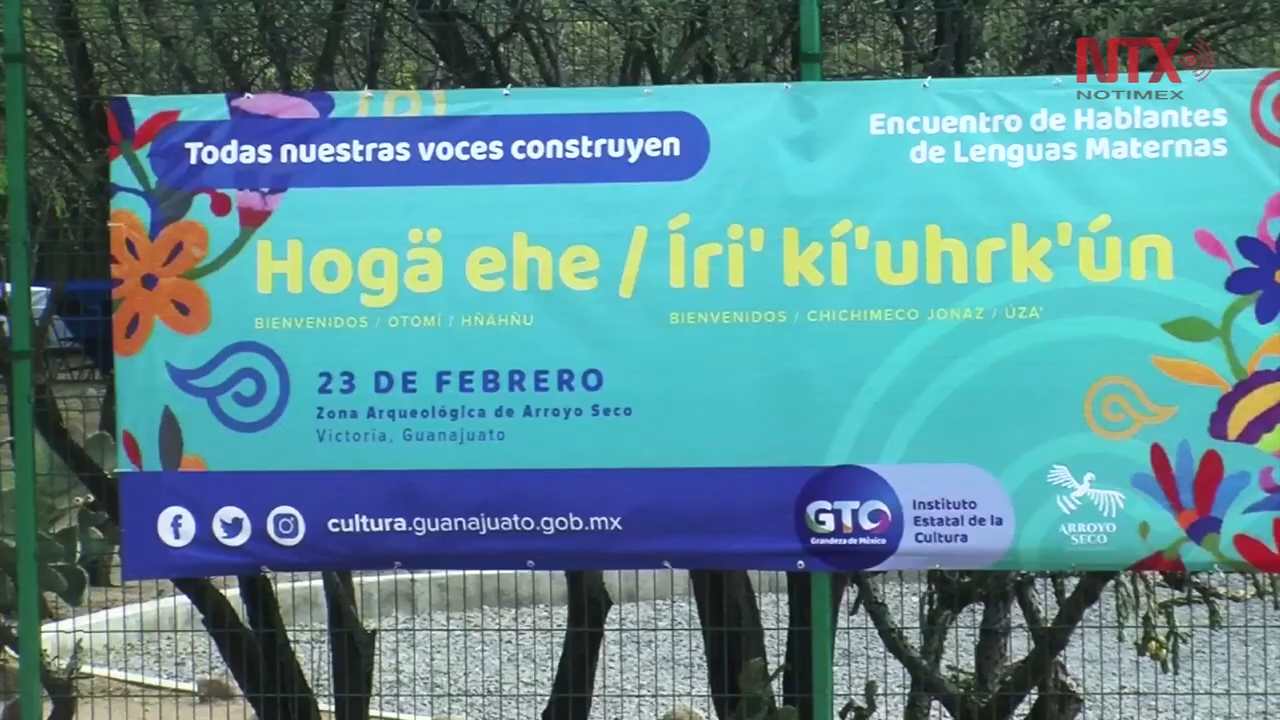 NTX
NOTIMEX
Todas nuestras voces construyen
Encuentro de Hablantes
de Lenguas Maternas
Hogä ehe / Íri' kí'uhrk'ún
BIENVENIDOS / OTOMÍ / HÑÄHÑU
BIENVENIDOS / CHICHIMECO JONAZ / ÚZA'
23 DE FEBRERO
Zona Arqueológica de Arroyo Seco
Victoria, Guanajuato
cultura.guanajuato.gob.mx
GTO
Grandeza de México
Instituto
Estatal de la
Cultura
ARROYO
SECO